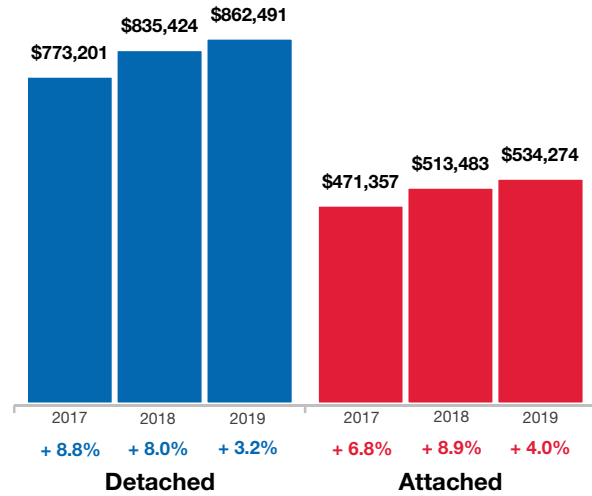 $773,201
$835,424
$862,491
$471,357
$513,483
$534,274
2017 2018 2019 2017 2018 2019
+ 8.8% + 8.0% + 3.2% + 6.8% + 8.9% + 4.0%
Detached Attached